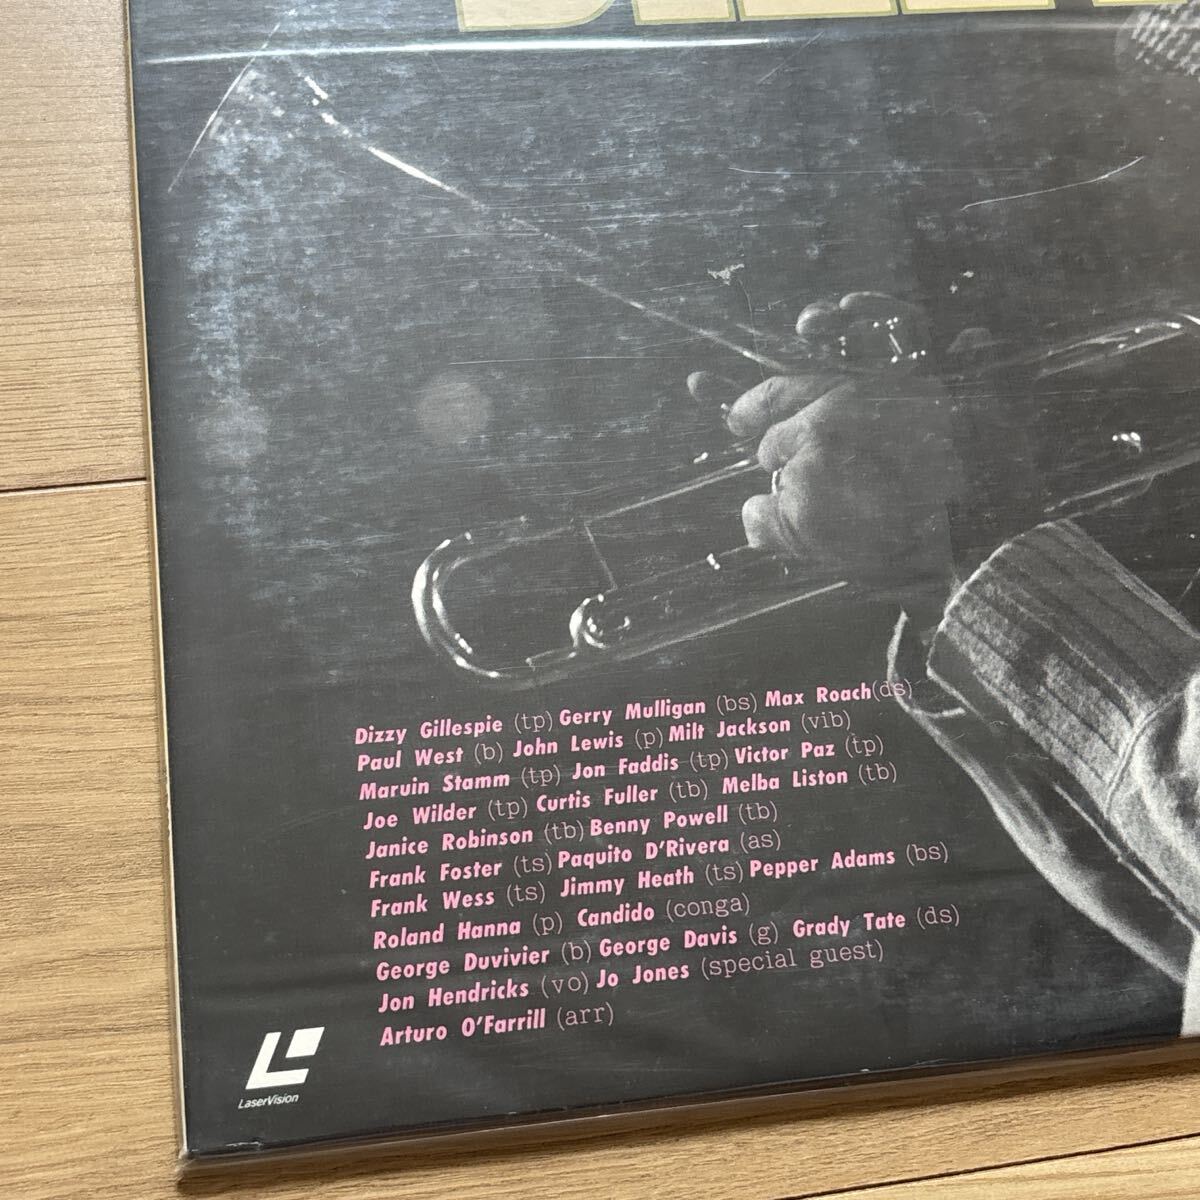 Dizzy Gillespie (tp) Gerry Mulligan (bs) Max Roach (ds)
Paul West (b) John Lewis (p) Milt Jackson (vib)
Maruin Stamm (tp) Jon Faddis (tp) Victor Paz (tp)
Joe Wilder (tp) Curtis Fuller (tb) Melba Liston (tb)
Janice Robinson (tb) Benny Powell (tb)
Frank Foster (ts) Paquito D'Rivera (as)
Frank Wess (ts) Jimmy Heath (ts) Pepper Adams (bs)
Roland Hanna (p) Candido (conga)
George Duvivier (b) George Davis (g) Grady Tate (ds)
Jon Hendricks (vo) Jo Jones (special guest)
Arturo O'Farrill (arr)
LaserVision